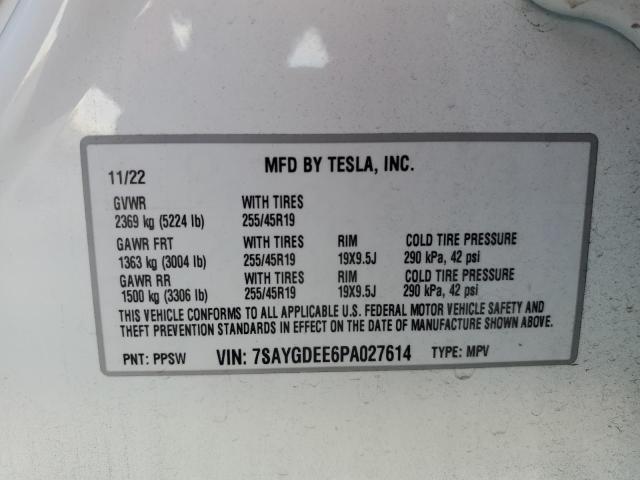 MFD BY TESLA, INC.
11/22
GVWR WITH TIRES
2369 kg (5224 lb) 255/45R19
GAWR FRT WITH TIRES RIM COLD TIRE PRESSURE
1363 kg (3004 lb) 255/45R19 19X9.5J 290 kPa, 42 psi
GAWR RR WITH TIRES RIM COLD TIRE PRESSURE
1500 kg (3306 lb) 255/45R19 19X9.5J 290 kPa, 42 psi
THIS VEHICLE CONFORMS TO ALL APPLICABLE U.S. FEDERAL MOTOR VEHICLE SAFETY AND
THEFT PREVENTION STANDARDS IN EFFECT ON THE DATE OF MANUFACTURE SHOWN ABOVE.
PNT: PPSW VIN: 7SAYGDEE6PA027614 TYPE: MPV